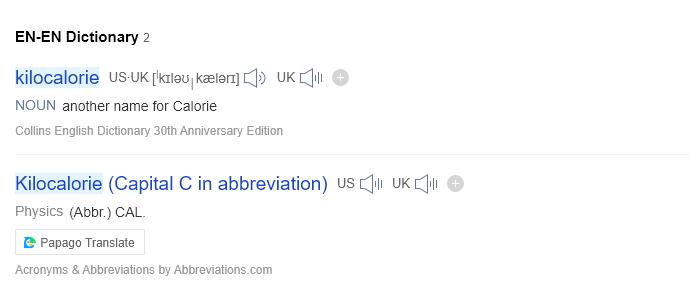 EN-EN Dictionary 2
kilocalorie US·UK [ˈkɪləʊˌkælərɪ] UK
NOUN another name for Calorie
Collins English Dictionary 30th Anniversary Edition
Kilocalorie (Capital C in abbreviation) US UK
Physics (Abbr.) CAL.
Papago Translate
Acronyms & Abbreviations by Abbreviations.com